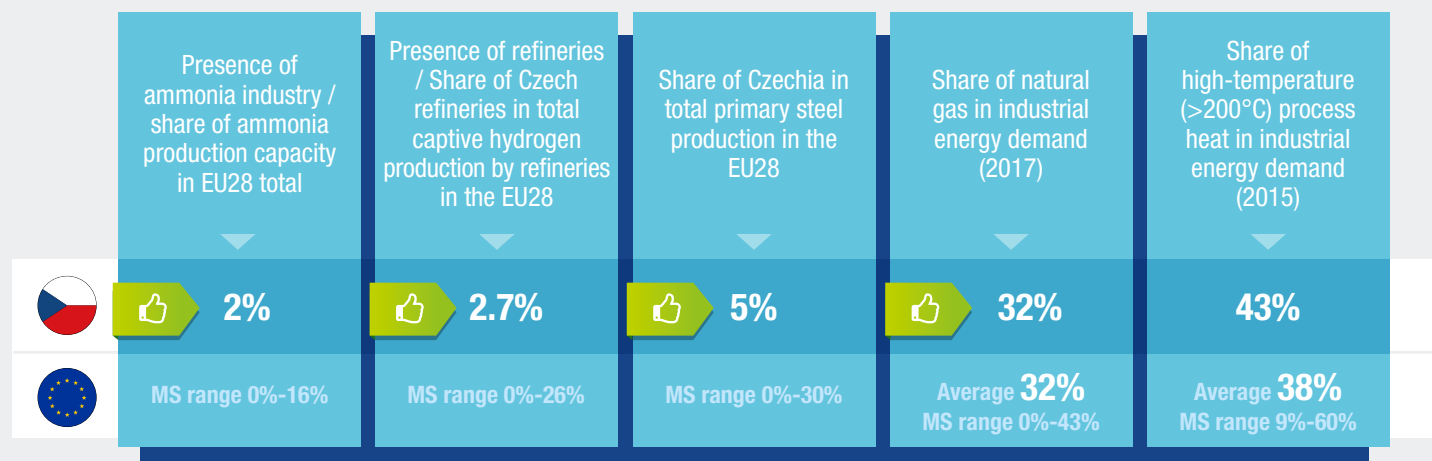 Presence of
ammonia industry /
share of ammonia
production capacity
in EU28 total
Presence of refineries
/ Share of Czech
refineries in total
captive hydrogen
production by refineries
in the EU28
Share of Czechia in
total primary steel
production in the
EU28
Share of natural
gas in industrial
energy demand
(2017)
Share of
high-temperature
(>200°C) process
heat in industrial
energy demand
(2015)
2%
2.7%
5%
32%
43%
MS range 0%-16%
MS range 0%-26%
MS range 0%-30%
Average 32%
MS range 0%-43%
Average 38%
MS range 9%-60%